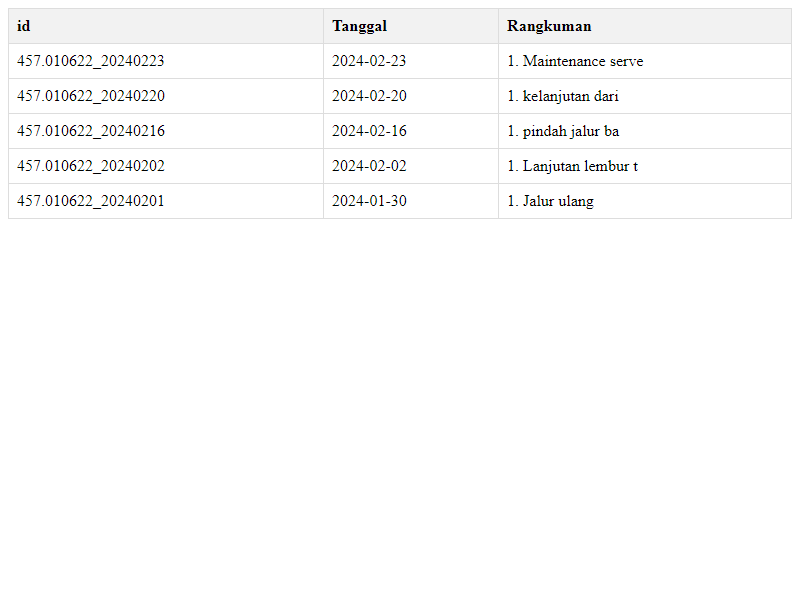 id Tanggal Rangkuman
457.010622_20240223 2024-02-23 1. Maintenance serve
457.010622_20240220 2024-02-20 1. kelanjutan dari
457.010622_20240216 2024-02-16 1. pindah jalur ba
457.010622_20240202 2024-02-02 1. Lanjutan lembur t
457.010622_20240201 2024-01-30 1. Jalur ulang